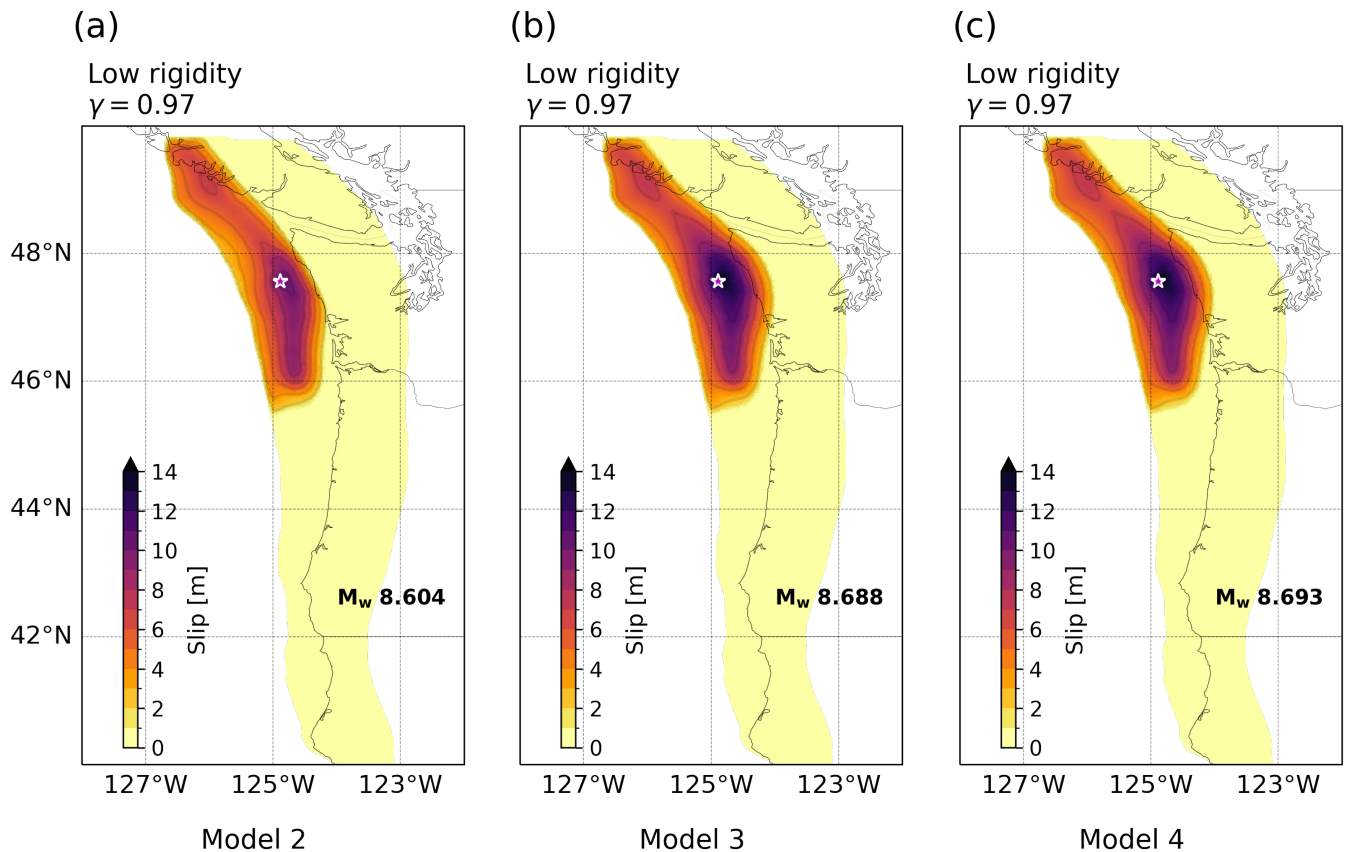 (a)
(b)
(c)
Low rigidity
γ = 0.97
Low rigidity
γ = 0.97
Low rigidity
γ = 0.97
48°N
46°N
44°N
42°N
14
12
10
8
6
4
2
0
Slip [m]
Mw 8.604
14
12
10
8
6
4
2
0
Slip [m]
Mw 8.688
14
12
10
8
6
4
2
0
Slip [m]
Mw 8.693
127°W 125°W 123°W
127°W 125°W 123°W
127°W 125°W 123°W
Model 2
Model 3
Model 4